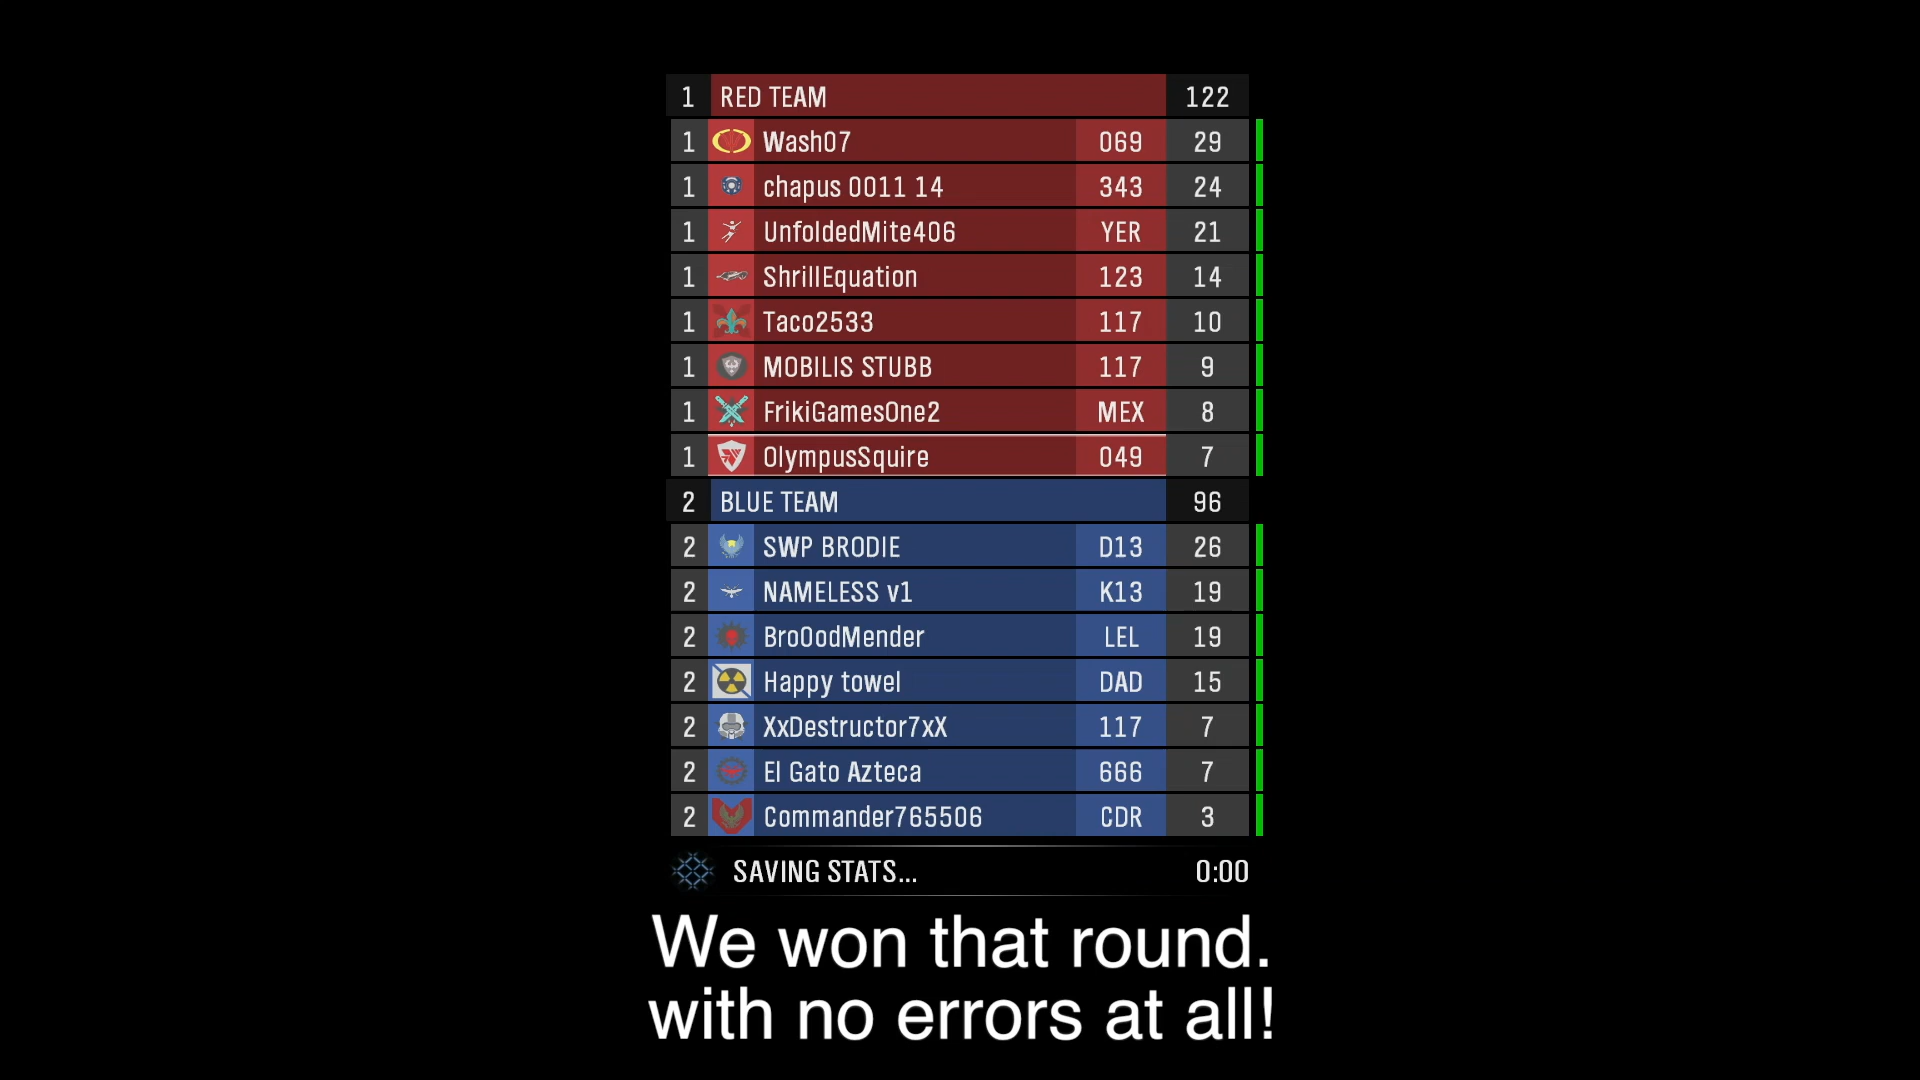 1 RED TEAM 122
1 Wash07 069 29
1 chapus 0011 14 343 24
1 UnfoldedMite406 YER 21
1 ShrillEquation 123 14
1 Taco2533 117 10
1 MOBILIS STUBB 117 9
1 FrikiGamesOne2 MEX 8
1 OlympusSquire 049 7
2 BLUE TEAM 96
2 SWP BRODIE D13 26
2 NAMELESS v1 K13 19
2 Bro0odMender LEL 19
2 Happy towel DAD 15
2 XxDestructor7xX 117 7
2 El Gato Azteca 666 7
2 Commander765506 CDR 3
SAVING STATS... 0:00
We won that round.
with no errors at all!